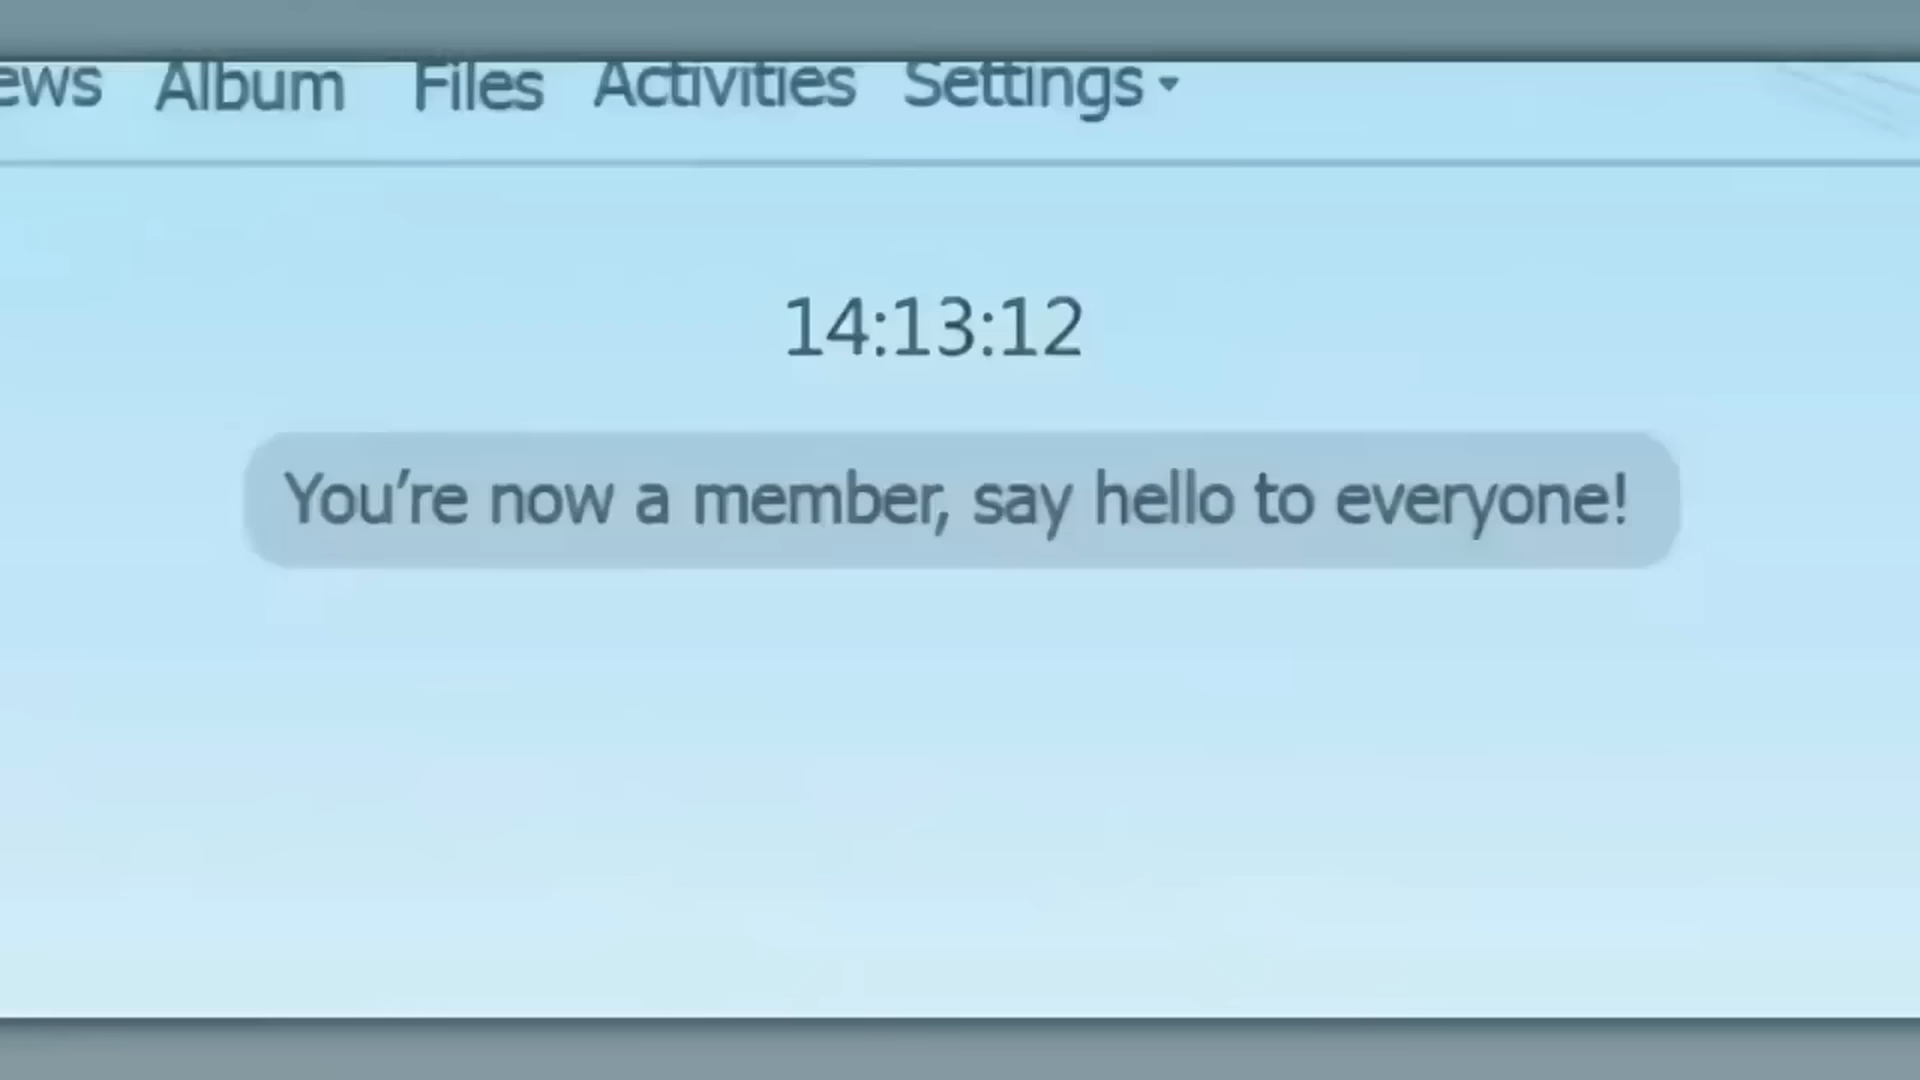 ews Album Files Activities Settings
14:13:12
You're now a member, say hello to everyone!